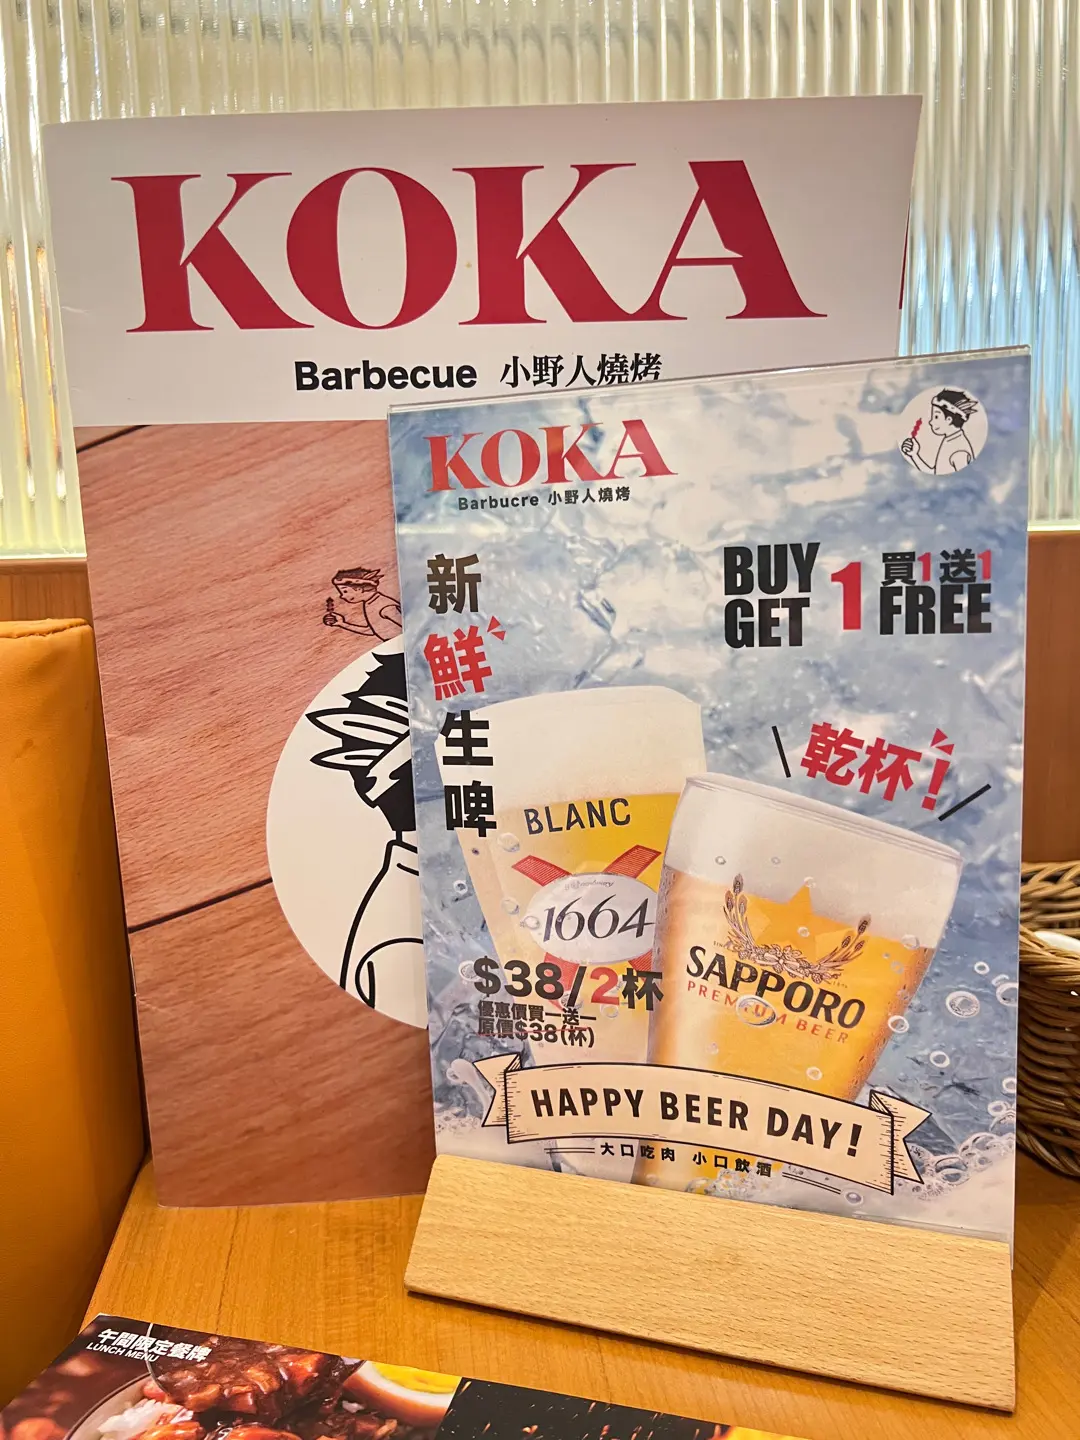 KOKA
Barbecue 小野人燒烤
KOKA
Barbucre 小野人燒烤
新鮮生啤
BUY 1 GET 1 FREE
買1送1
乾杯!
BLANC
1664
SAPPORO
PREMIUM BEER
$38/2杯
優惠價買一送一
原價$38(杯)
HAPPY BEER DAY!
大口吃肉 小口飲酒
午間限定餐牌
LUNCH MENU